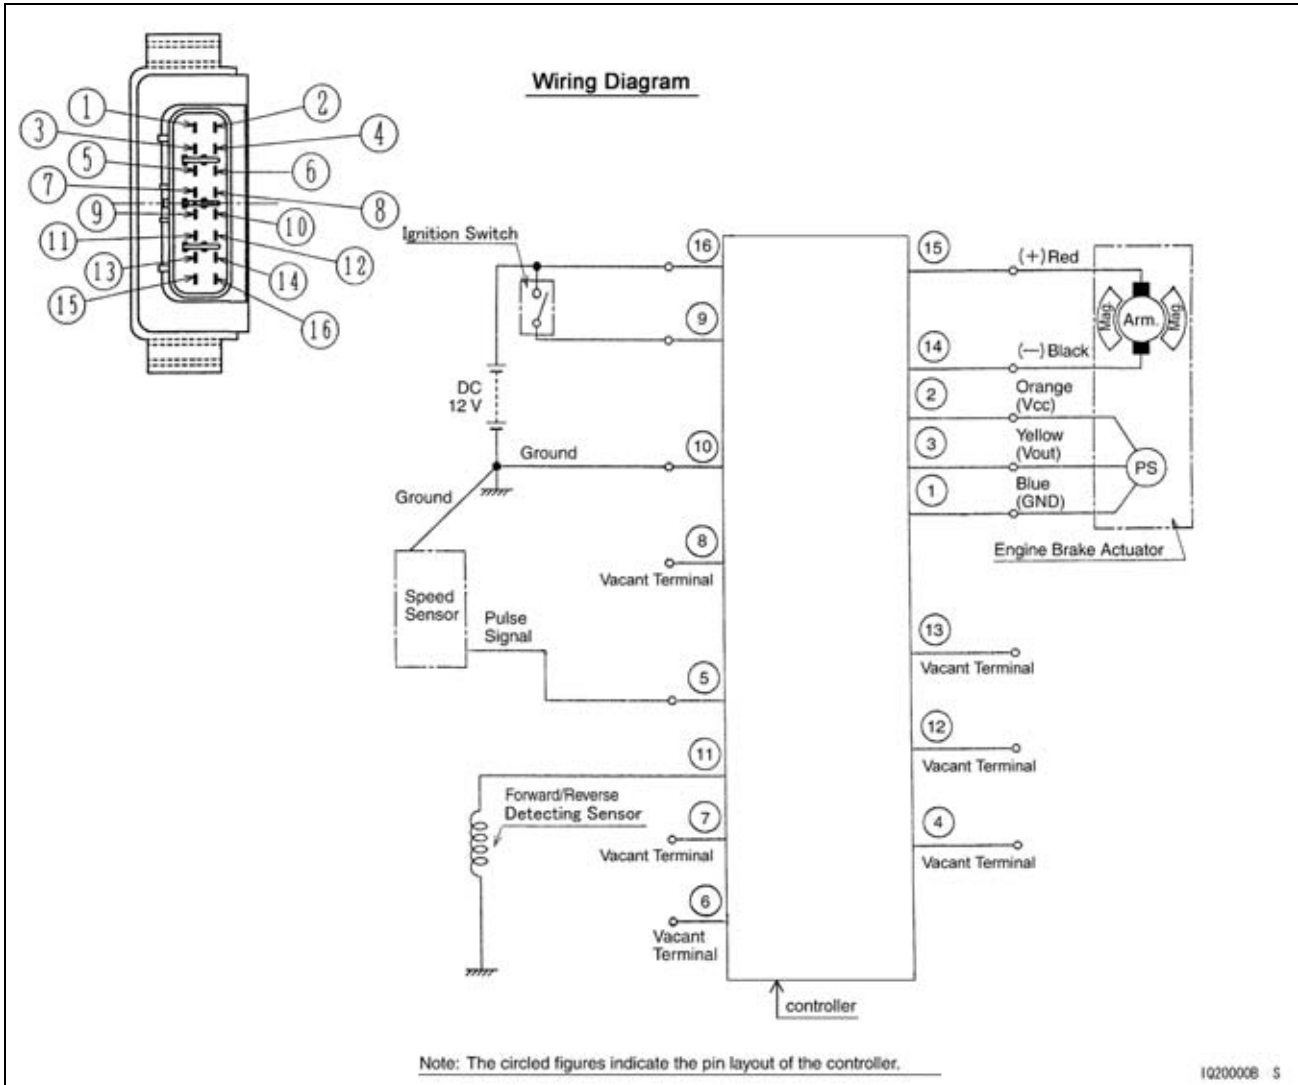 Wiring Diagram
1
2
3
4
5
6
7
8
9
10
11
12
13
14
15
16
Ignition Switch
16
9
DC
12 V
Ground
10
Ground
8
Vacant Terminal
Speed
Sensor
Pulse
Signal
5
11
Forward/Reverse
Detecting Sensor
7
Vacant Terminal
6
Vacant
Terminal
15
(+) Red
Mag.
Arm.
Mag.
14
(—) Black
2
Orange
(Vcc)
3
Yellow
(Vout)
PS
1
Blue
(GND)
Engine Brake Actuator
13
Vacant Terminal
12
Vacant Terminal
4
Vacant Terminal
controller
Note: The circled figures indicate the pin layout of the controller.
IQ20000B S